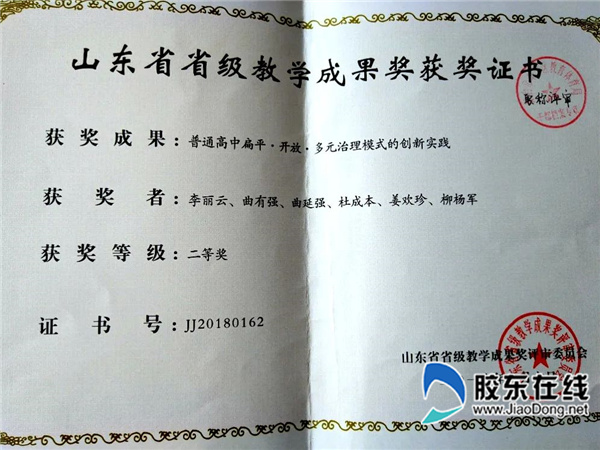 山东省省级教学成果奖获奖证书
职称评审
获奖成果：普通高中扁平·开放·多元治理模式的创新实践
获奖者：李丽云、曲有强、曲延强、杜成本、姜欢珍、柳杨军
获奖等级：二等奖
证书号：JJ20180162
山东省省级教学成果奖评审委员会
胶东在线
www.JiaoDong.net